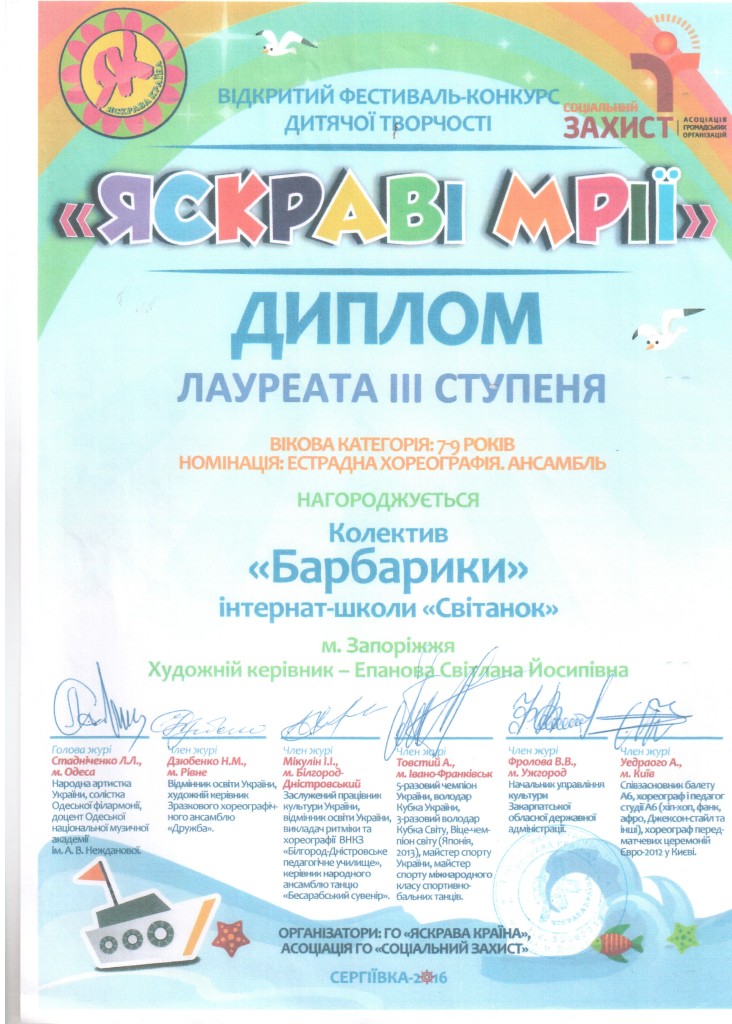 ЯК
ЯСКРАВА КРАЇНА
ВІДКРИТИЙ ФЕСТИВАЛЬ-КОНКУРС
ДИТЯЧОЇ ТВОРЧОСТІ
СОЦІАЛЬНИЙ
ЗАХИСТ
АСОЦІАЦІЯ
ГРОМАДСЬКИХ
ОРГАНІЗАЦІЙ
«ЯСКРАВІ МРІЇ»
ДИПЛОМ
ЛАУРЕАТА ІІІ СТУПЕНЯ
ВІКОВА КАТЕГОРІЯ: 7-9 РОКІВ
НОМІНАЦІЯ: ЕСТРАДНА ХОРЕОГРАФІЯ. АНСАМБЛЬ
НАГОРОДЖУЄТЬСЯ
Колектив
«Барбарики»
інтернат-школи «Світанок»
м. Запоріжжя
Художній керівник – Епанова Світлана Йосипівна
Голова журі
Стадніченко Л.Л.,
м. Одеса
Народна артистка
України, солістка
Одеської філармонії,
доцент Одеської
національної музичної
академії
ім. А. В. Нежданової.
Член журі
Дзюбенко Н.М.,
м. Рівне
Відмінник освіти України,
художній керівник
Зразкового хореографіч-
ного ансамблю
«Дружба».
Член журі
Мікулін І.І.,
м. Білгород-
Дністровський
Заслужений працівник
культури України,
відмінник освіти України,
викладач ритміки та
хореографії ВНКЗ
«Білгород-Дністровське
педагогічне училище»,
керівник народного
ансамблю танцю
«Бесарабський сувенір».
Член журі
Товстий А.,
м. Івано-Франківськ
5-разовий чемпіон
України, володар
Кубка України,
3-разовий володар
Кубка Світу, Віце-чем-
піон світу (Японія,
2013), майстер спорту
України, майстер
спорту міжнародного
класу спортивно-
бальних танців.
Член журі
Фролова В.В.,
м. Ужгород
Начальник управління
культури
Закарпатської
обласної державної
адміністрації.
Член журі
Уедраого А.,
м. Київ
Співзасновник балету
А6, хореограф і педагог
студії А6 (хіп-хоп, фанк,
афро, Джексон-стайл та
інші), хореограф перед-
матчевих церемоній
Євро-2012 у Києві.
ОРГАНІЗАТОРИ: ГО «ЯСКРАВА КРАЇНА»,
АСОЦІАЦІЯ ГО «СОЦІАЛЬНИЙ ЗАХИСТ»
СЕРГІЇВКА-2016